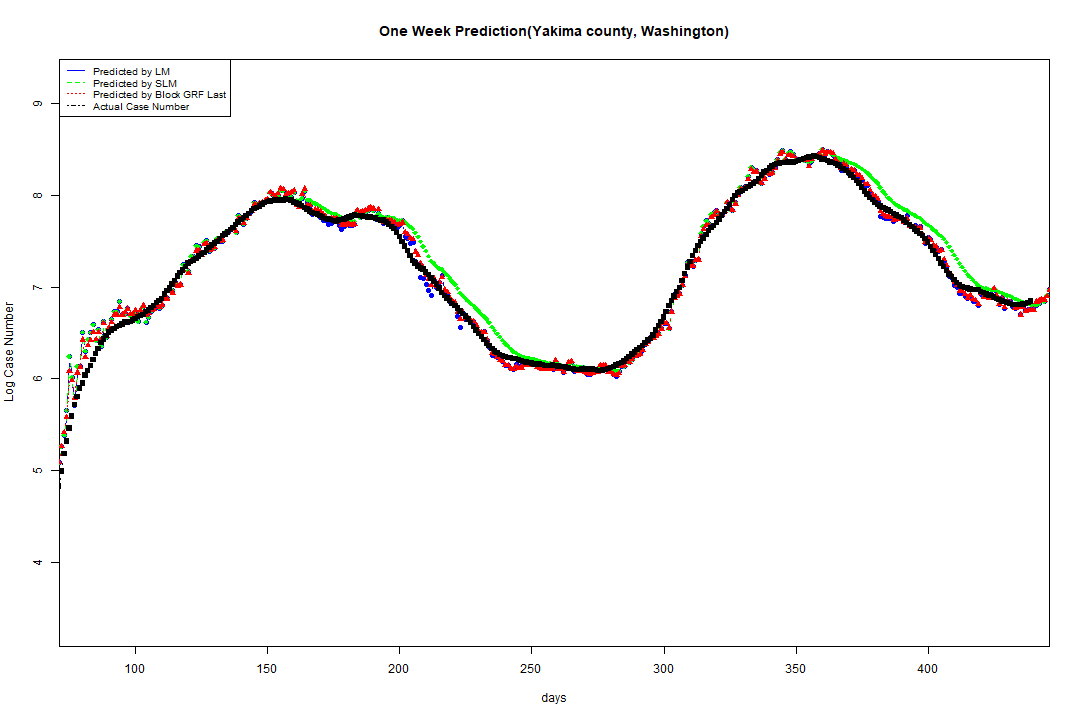 One Week Prediction(Yakima county, Washington)
Predicted by LM
Predicted by SLM
Predicted by Block GRF Last
Actual Case Number
9
8
7
6
5
4
Log Case Number
100 150 200 250 300 350 400
days